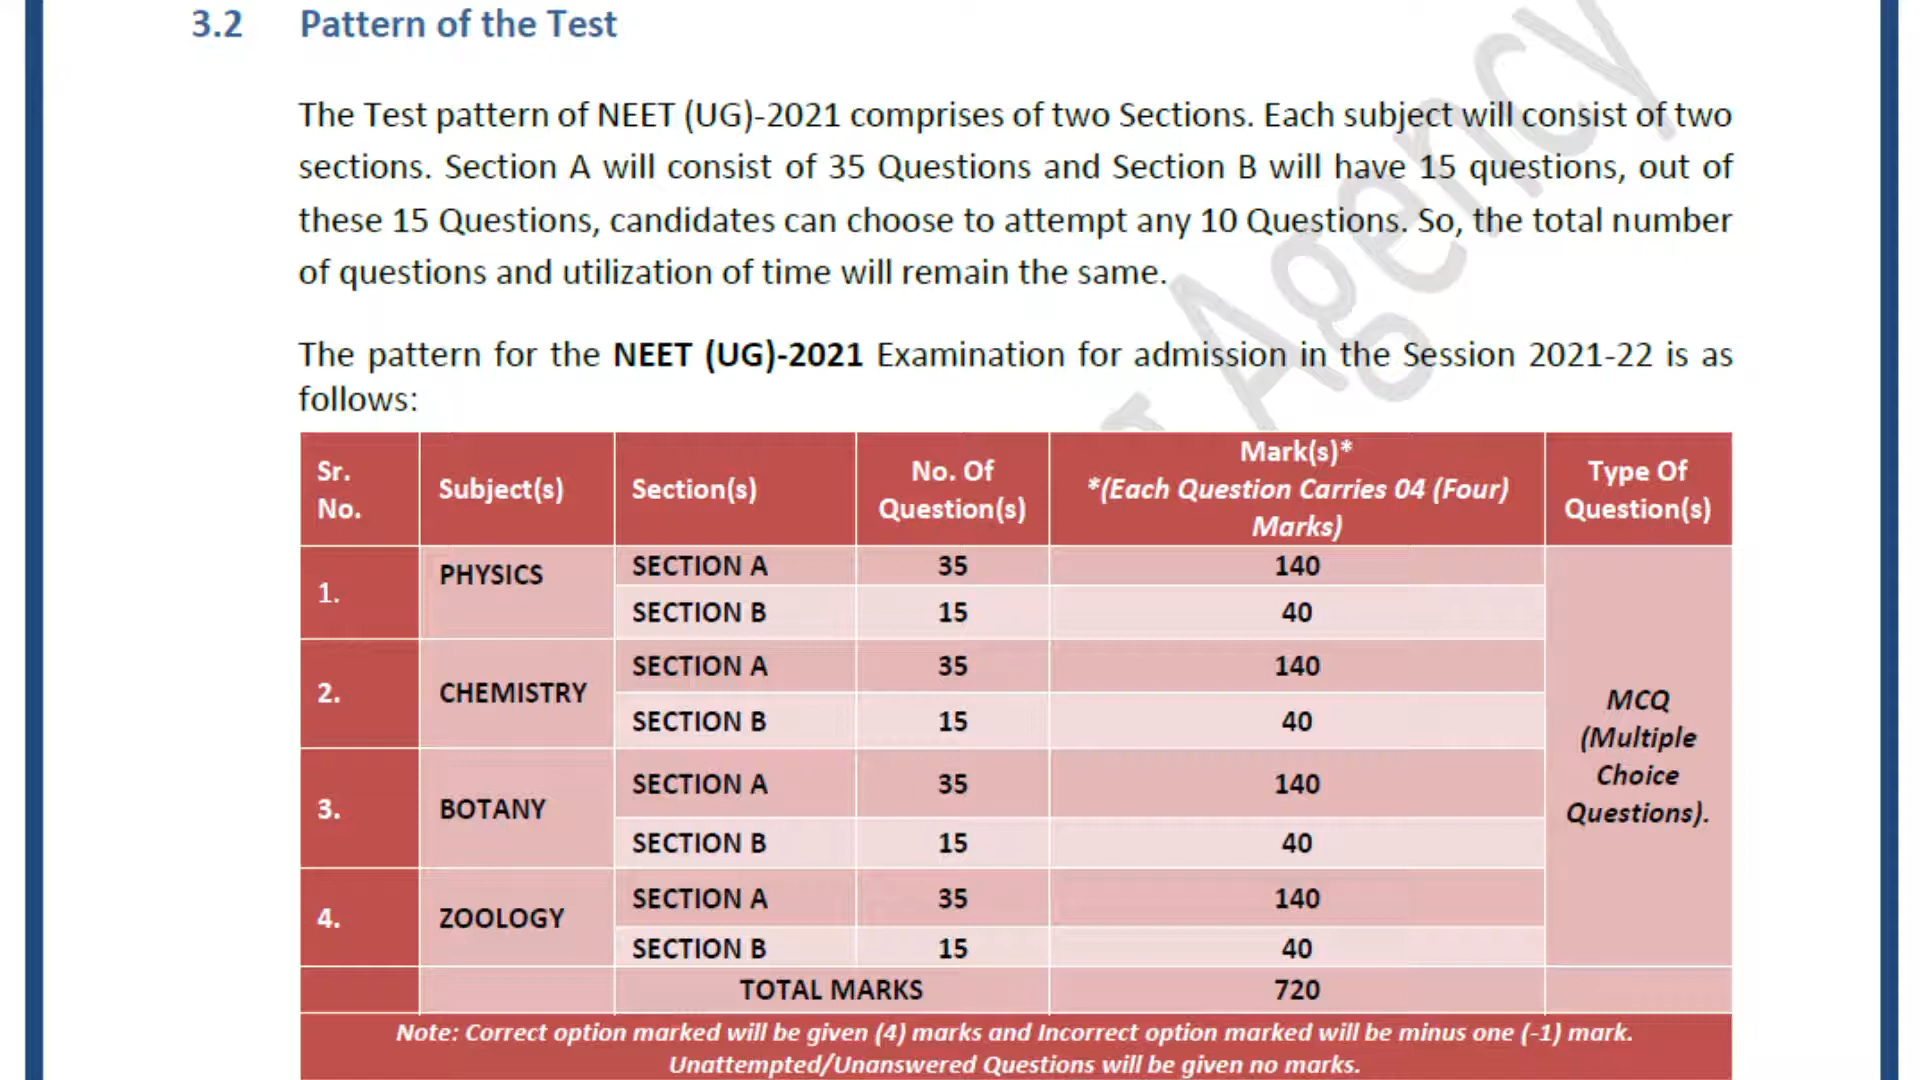 3.2 Pattern of the Test
The Test pattern of NEET (UG)-2021 comprises of two Sections. Each subject will consist of two
sections. Section A will consist of 35 Questions and Section B will have 15 questions, out of
these 15 Questions, candidates can choose to attempt any 10 Questions. So, the total number
of questions and utilization of time will remain the same.
The pattern for the NEET (UG)-2021 Examination for admission in the Session 2021-22 is as
follows:
Sr. No. Subject(s) Section(s) No. Of Question(s) Mark(s)* *(Each Question Carries 04 (Four) Marks) Type Of Question(s)
1. PHYSICS SECTION A 35 140
SECTION B 15 40
2. CHEMISTRY SECTION A 35 140
SECTION B 15 40
3. BOTANY SECTION A 35 140
SECTION B 15 40
4. ZOOLOGY SECTION A 35 140
SECTION B 15 40
MCQ
(Multiple
Choice
Questions).
TOTAL MARKS 720
Note: Correct option marked will be given (4) marks and Incorrect option marked will be minus one (-1) mark.
Unattempted/Unanswered Questions will be given no marks.
Agency